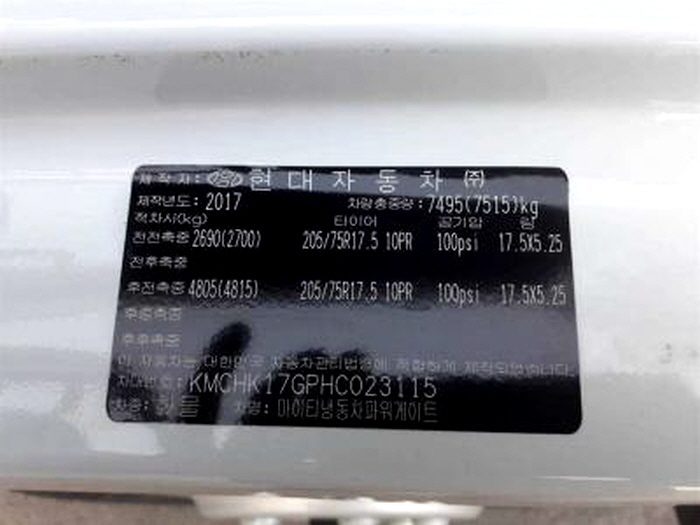 제작자: 현대자동차 ㈜
제작년도: 2017 차량총중량: 7495(7515)kg
적차시(kg) 타이어 공기압 림
전전축중 2690(2700) 205/75R17.5 10PR 100psi 17.5X5.25
전후축중
후전축중 4805(4815) 205/75R17.5 10PR 100psi 17.5X5.25
후중축중
후후축중
이 자동차는 대한민국 자동차관리법령에 적합하게 제작되었습니다.
차대번호: KMCHK17GPHC023115
차종: 화물 차명: 마이티냉동차파워게이트